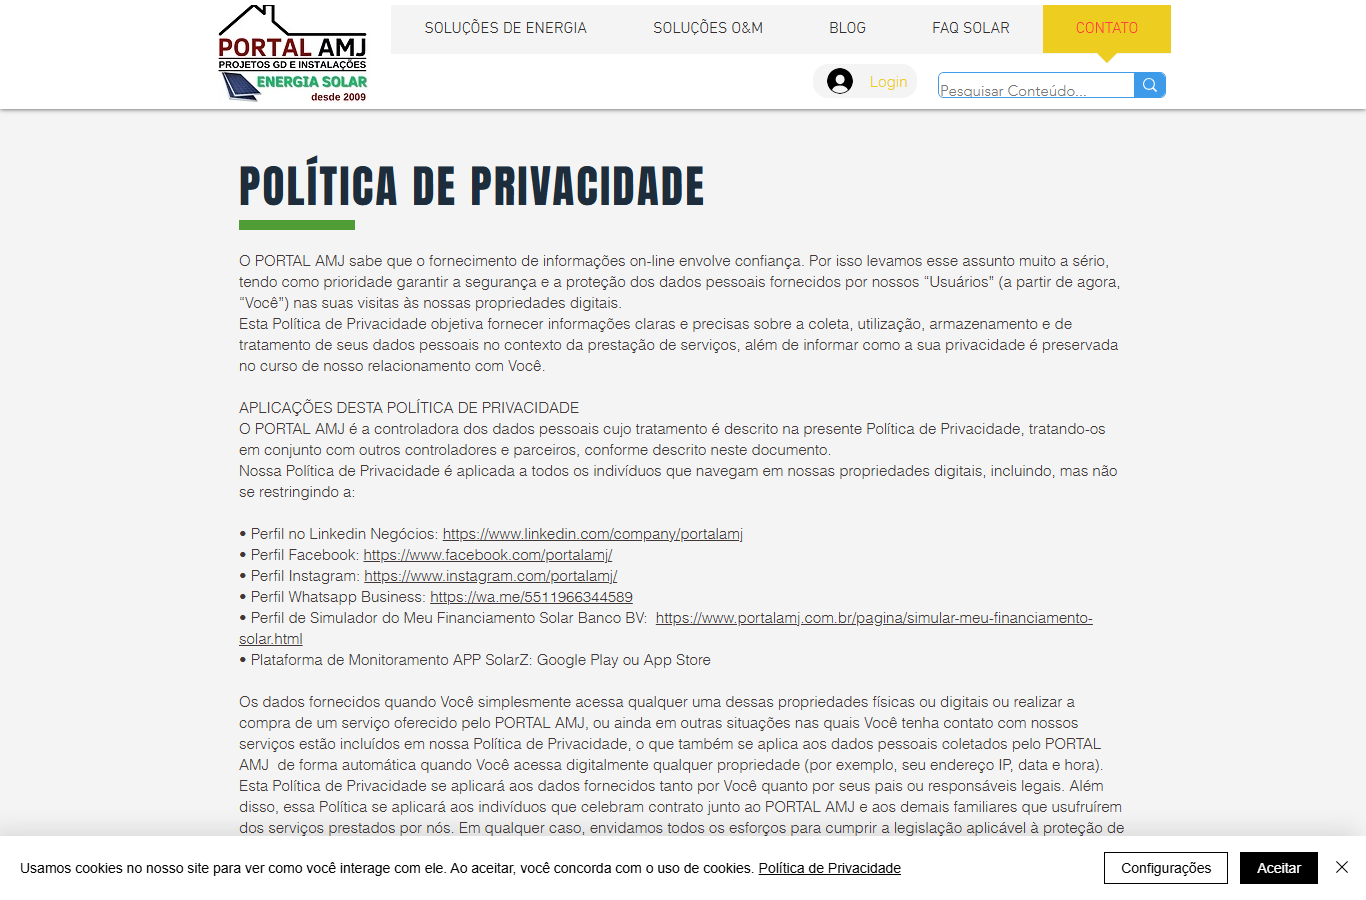 PORTAL AMJ
PROJETOS GD E INSTALAÇÕES
ENERGIA SOLAR
desde 2009
SOLUÇÕES DE ENERGIA
SOLUÇÕES O&M
BLOG
FAQ SOLAR
CONTATO
Login
Pesquisar Conteúdo...
POLÍTICA DE PRIVACIDADE
O PORTAL AMJ sabe que o fornecimento de informações on-line envolve confiança. Por isso levamos esse assunto muito a sério,
tendo como prioridade garantir a segurança e a proteção dos dados pessoais fornecidos por nossos “Usuários” (a partir de agora,
“Você”) nas suas visitas às nossas propriedades digitais.
Esta Política de Privacidade objetiva fornecer informações claras e precisas sobre a coleta, utilização, armazenamento e de
tratamento de seus dados pessoais no contexto da prestação de serviços, além de informar como a sua privacidade é preservada
no curso de nosso relacionamento com Você.
APLICAÇÕES DESTA POLÍTICA DE PRIVACIDADE
O PORTAL AMJ é a controladora dos dados pessoais cujo tratamento é descrito na presente Política de Privacidade, tratando-os
em conjunto com outros controladores e parceiros, conforme descrito neste documento.
Nossa Política de Privacidade é aplicada a todos os indivíduos que navegam em nossas propriedades digitais, incluindo, mas não
se restringindo a:
• Perfil no Linkedin Negócios: https://www.linkedin.com/company/portalamj
• Perfil Facebook: https://www.facebook.com/portalamj/
• Perfil Instagram: https://www.instagram.com/portalamj/
• Perfil Whatsapp Business: https://wa.me/5511966344589
• Perfil de Simulador do Meu Financiamento Solar Banco BV:  https://www.portalamj.com.br/pagina/simular-meu-financiamento-
solar.html
• Plataforma de Monitoramento APP SolarZ: Google Play ou App Store
Os dados fornecidos quando Você simplesmente acessa qualquer uma dessas propriedades físicas ou digitais ou realizar a
compra de um serviço oferecido pelo PORTAL AMJ, ou ainda em outras situações nas quais Você tenha contato com nossos
serviços estão incluídos em nossa Política de Privacidade, o que também se aplica aos dados pessoais coletados pelo PORTAL
AMJ  de forma automática quando Você acessa digitalmente qualquer propriedade (por exemplo, seu endereço IP, data e hora).
Esta Política de Privacidade se aplicará aos dados fornecidos tanto por Você quanto por seus pais ou responsáveis legais. Além
disso, essa Política se aplicará aos indivíduos que celebram contrato junto ao PORTAL AMJ e aos demais familiares que usufruírem
dos serviços prestados por nós. Em qualquer caso, envidamos todos os esforços para cumprir a legislação aplicável à proteção de
Usamos cookies no nosso site para ver como você interage com ele. Ao aceitar, você concorda com o uso de cookies. Política de Privacidade
Configurações
Aceitar